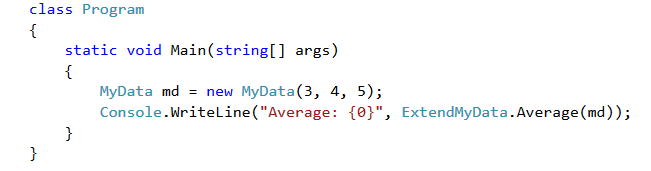 class Program
{
    static void Main(string[] args)
    {
        MyData md = new MyData(3, 4, 5);
        Console.WriteLine("Average: {0}", ExtendMyData.Average(md));
    }
}